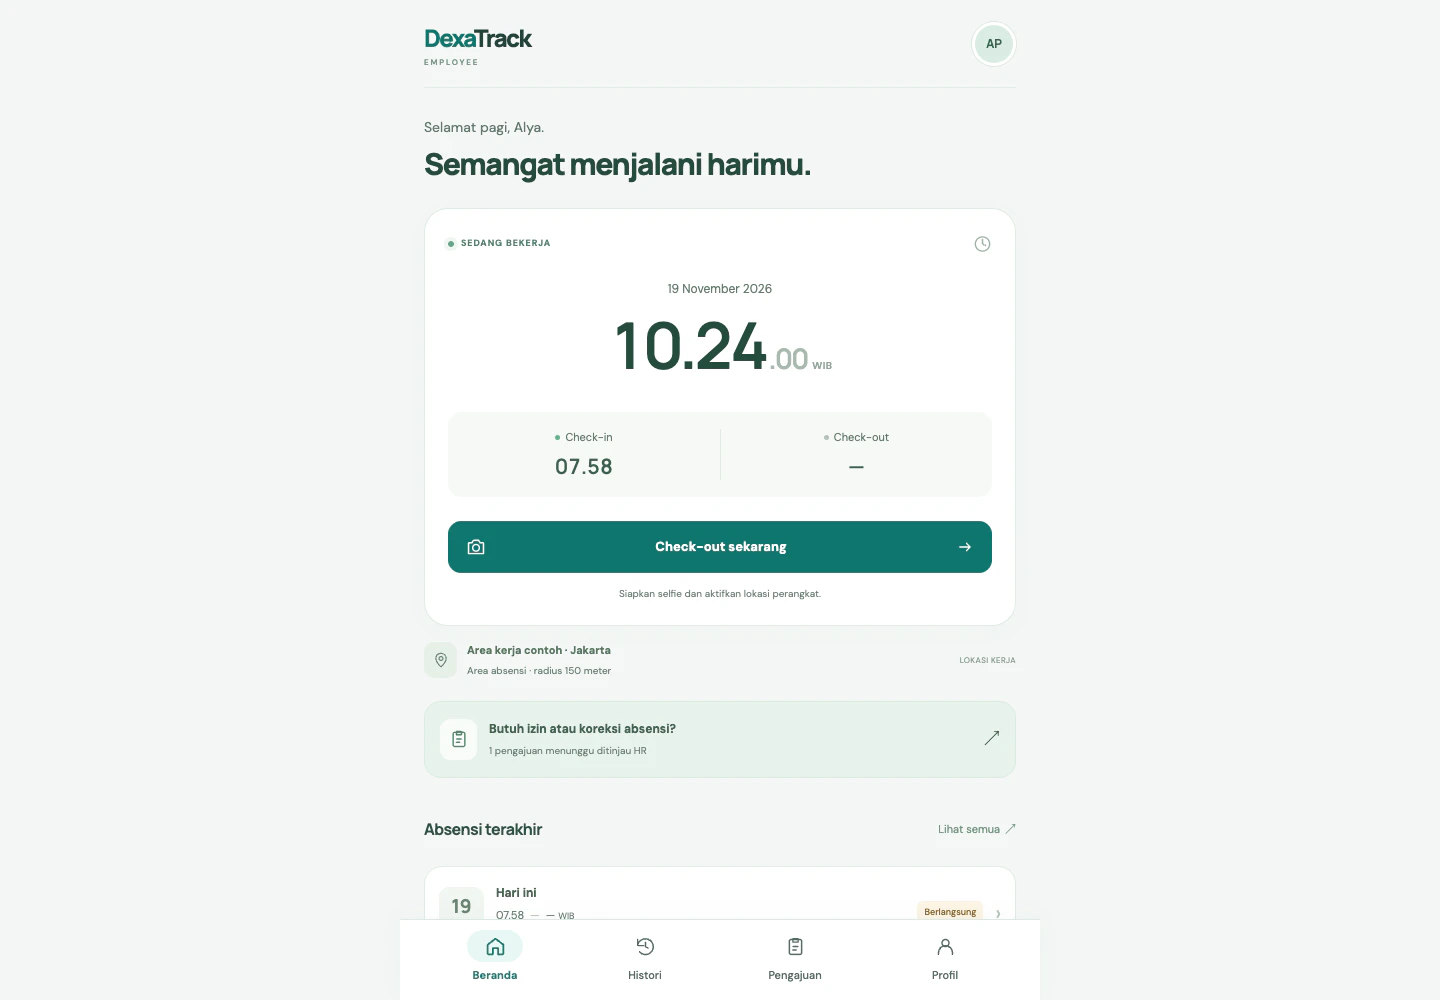 DexaTrack
EMPLOYEE
AP
Selamat pagi, Alya.
Semangat menjalani harimu.
SEDANG BEKERJA
19 November 2026
10.24.00 WIB
Check-in
07.58
Check-out
—
Check-out sekarang
Siapkan selfie dan aktifkan lokasi perangkat.
Area kerja contoh · Jakarta
Area absensi · radius 150 meter
LOKASI KERJA
Butuh izin atau koreksi absensi?
1 pengajuan menunggu ditinjau HR
Absensi terakhir
Lihat semua
19
Hari ini
07.58 — — WIB
Berlangsung
Beranda
Histori
Pengajuan
Profil